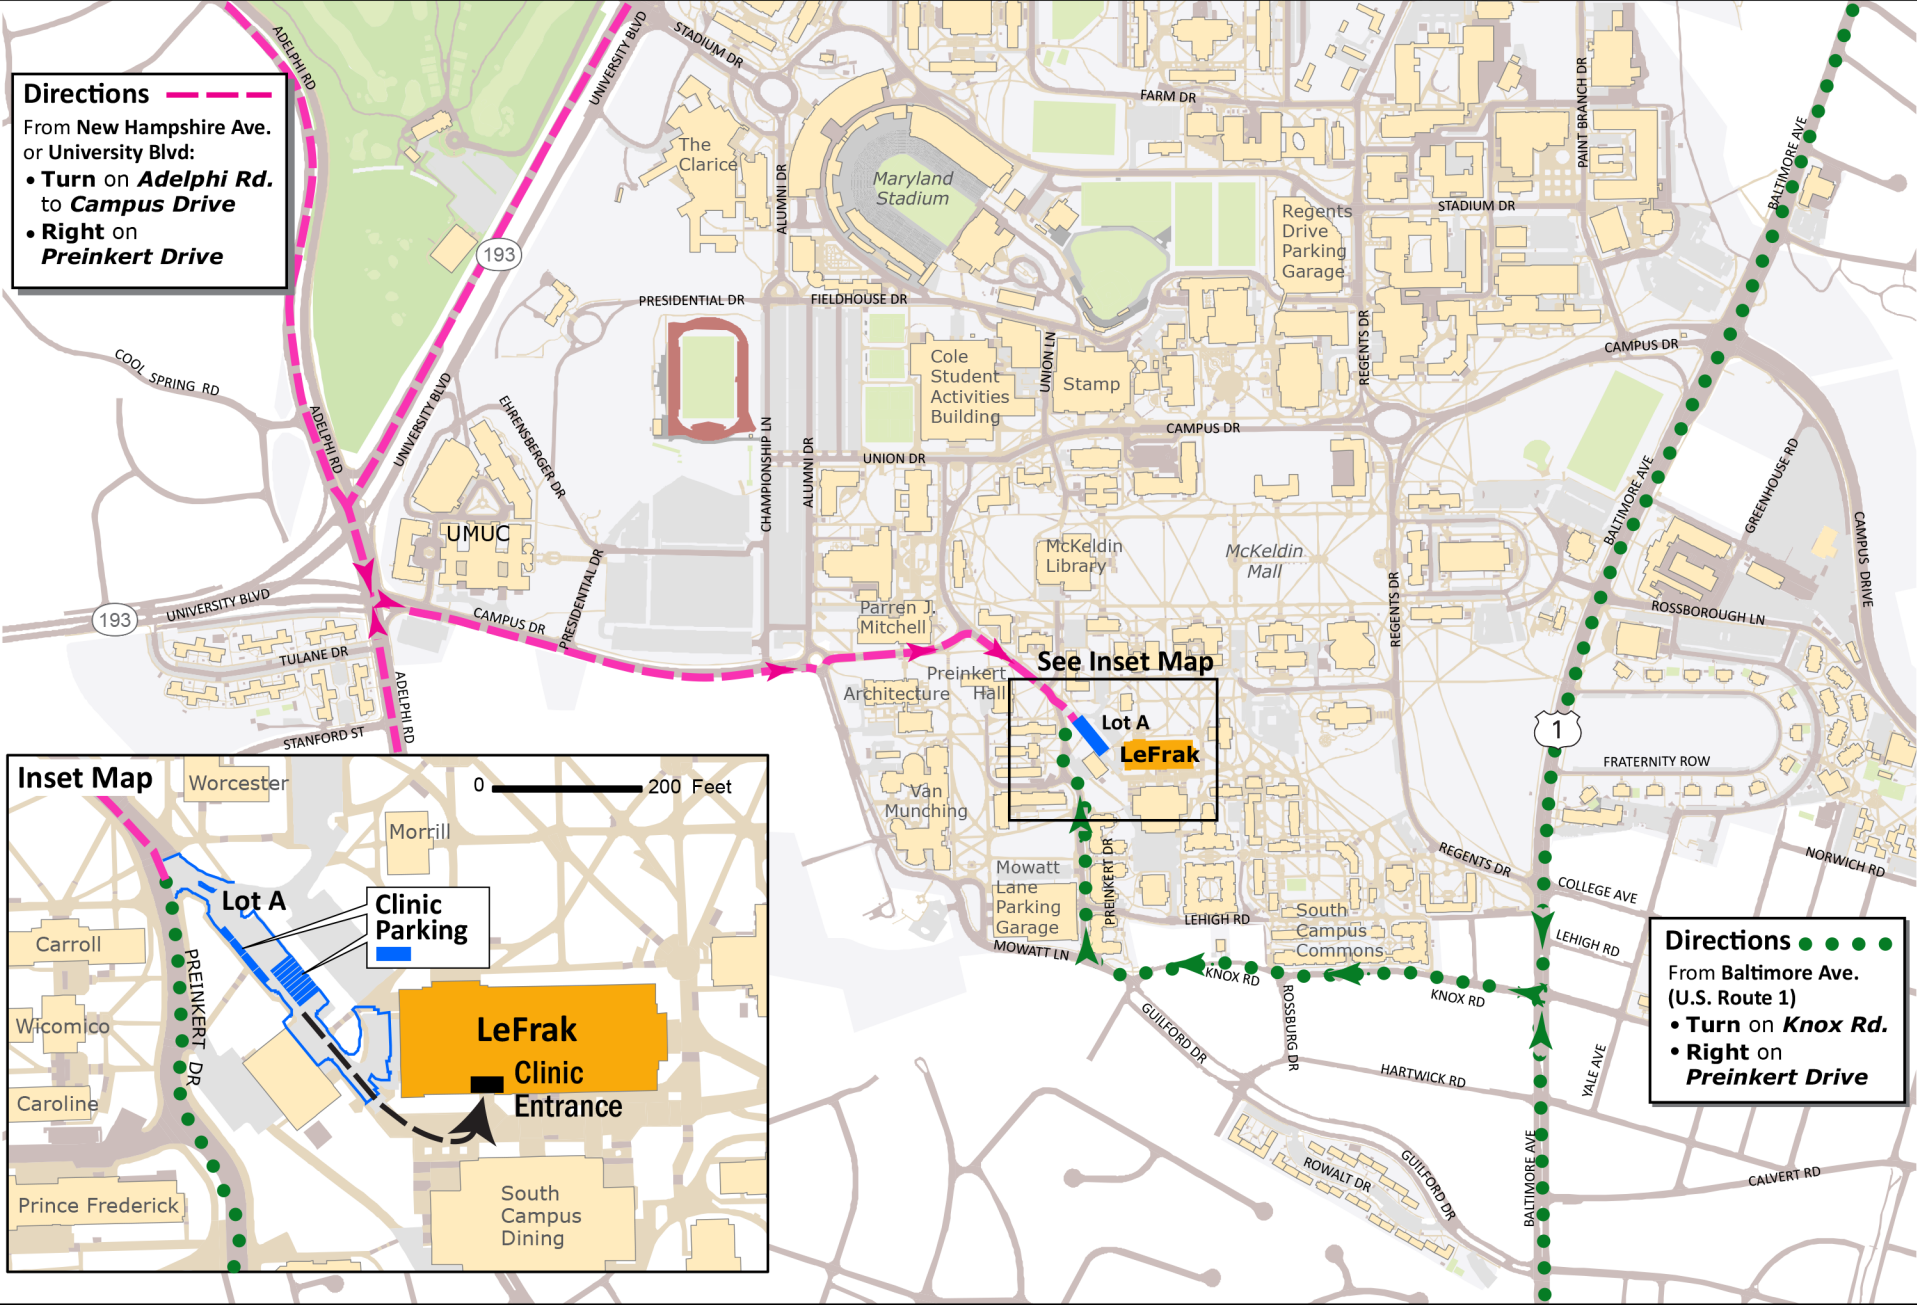 Directions
From New Hampshire Ave.
or University Blvd:
• Turn on Adelphi Rd.
to Campus Drive
• Right on
Preinkert Drive
ADELPHI RD
UNIVERSITY BLVD
STADIUM DR
193
The
Clarice
ALUMNI DR
Maryland
Stadium
FARM DR
PAINT BRANCH DR
BALTIMORE AVE
STADIUM DR
Regents
Drive
Parking
Garage
PRESIDENTIAL DR
FIELDHOUSE DR
COOL SPRING RD
ADELPHI RD
UNIVERSITY BLVD
EHRENSBERGER DR
Cole
Student
Activities
Building
UNION LN
Stamp
REGENTS DR
CAMPUS DR
CAMPUS DR
UNION DR
CHAMPIONSHIP LN
ALUMNI DR
BALTIMORE AVE
GREENHOUSE RD
CAMPUS DRIVE
UMUC
McKeldin
Library
McKeldin
Mall
REGENTS DR
ROSSBOROUGH LN
193
UNIVERSITY BLVD
CAMPUS DR
PRESIDENTIAL DR
Parren J.
Mitchell
TULANE DR
ADELPHI RD
STANFORD ST
Architecture
Preinkert
Hall
See Inset Map
Lot A
LeFrak
1
FRATERNITY ROW
Van
Munching
Mowatt
Lane
Parking
Garage
PREINKERT DR
MOWATT LN
LEHIGH RD
South
Campus
Commons
REGENTS DR
COLLEGE AVE
NORWICH RD
LEHIGH RD
KNOX RD
KNOX RD
ROSSBURG DR
GUILFORD DR
HARTWICK RD
YALE AVE
ROWALT DR
GUILFORD DR
BALTIMORE AVE
CALVERT RD
Directions
From Baltimore Ave.
(U.S. Route 1)
• Turn on Knox Rd.
• Right on
Preinkert Drive
Inset Map
Worcester
0 200 Feet
Morrill
Lot A
Clinic
Parking
Carroll
PREINKERT DR
Wicomico
LeFrak
Clinic
Entrance
Caroline
Prince Frederick
South
Campus
Dining